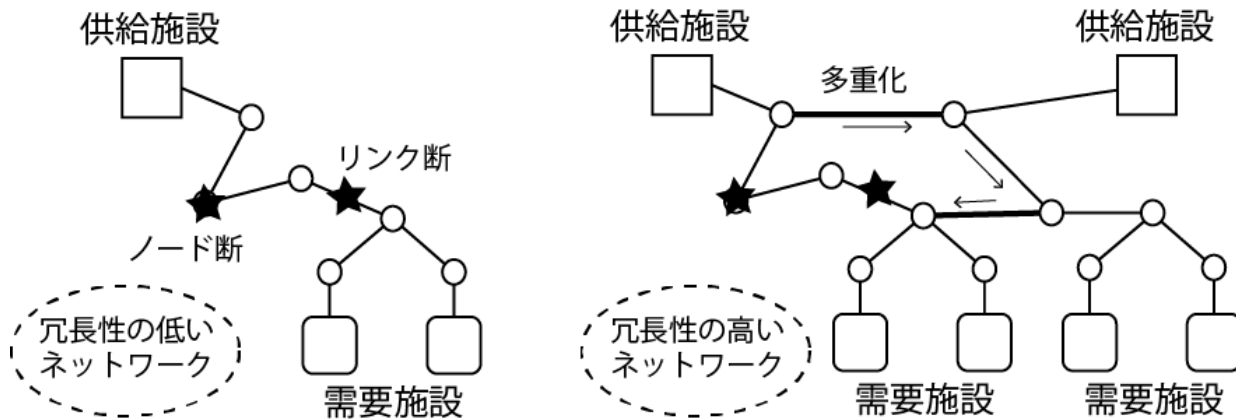 供給施設
リンク断
ノード断
冗長性の低い
ネットワーク
需要施設
供給施設
供給施設
多重化
冗長性の高い
ネットワーク
需要施設
需要施設